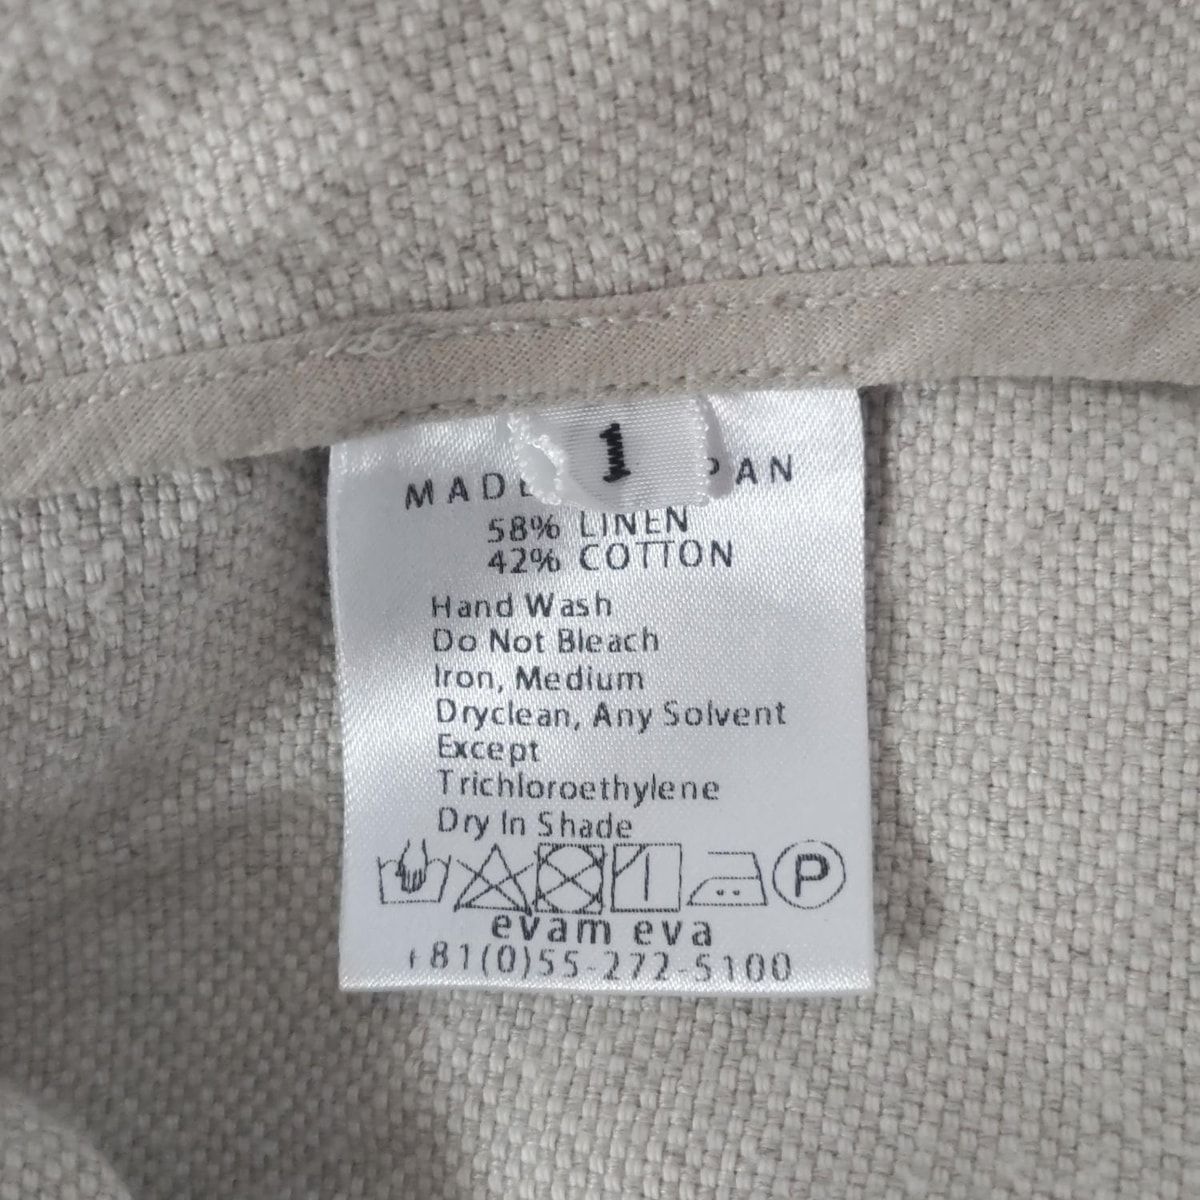 1
MADE PAN
58% LINEN
42% COTTON
Hand Wash
Do Not Bleach
Iron, Medium
Dryclean, Any Solvent
Except
Trichloroethylene
Dry In Shade
P
evam eva
+81(0)55-272-5100